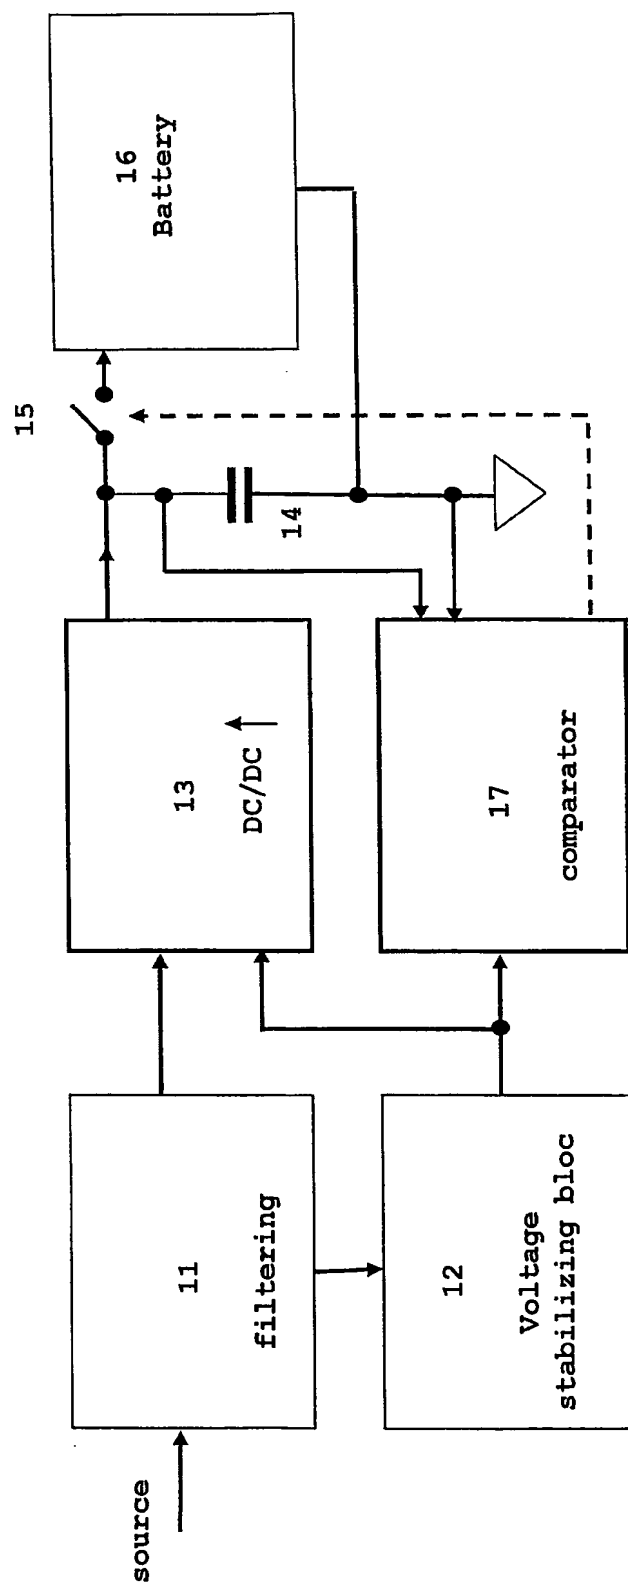 source
11
filtering
12
Voltage
stabilizing bloc
13
DC/DC
17
comparator
14
15
16
Battery